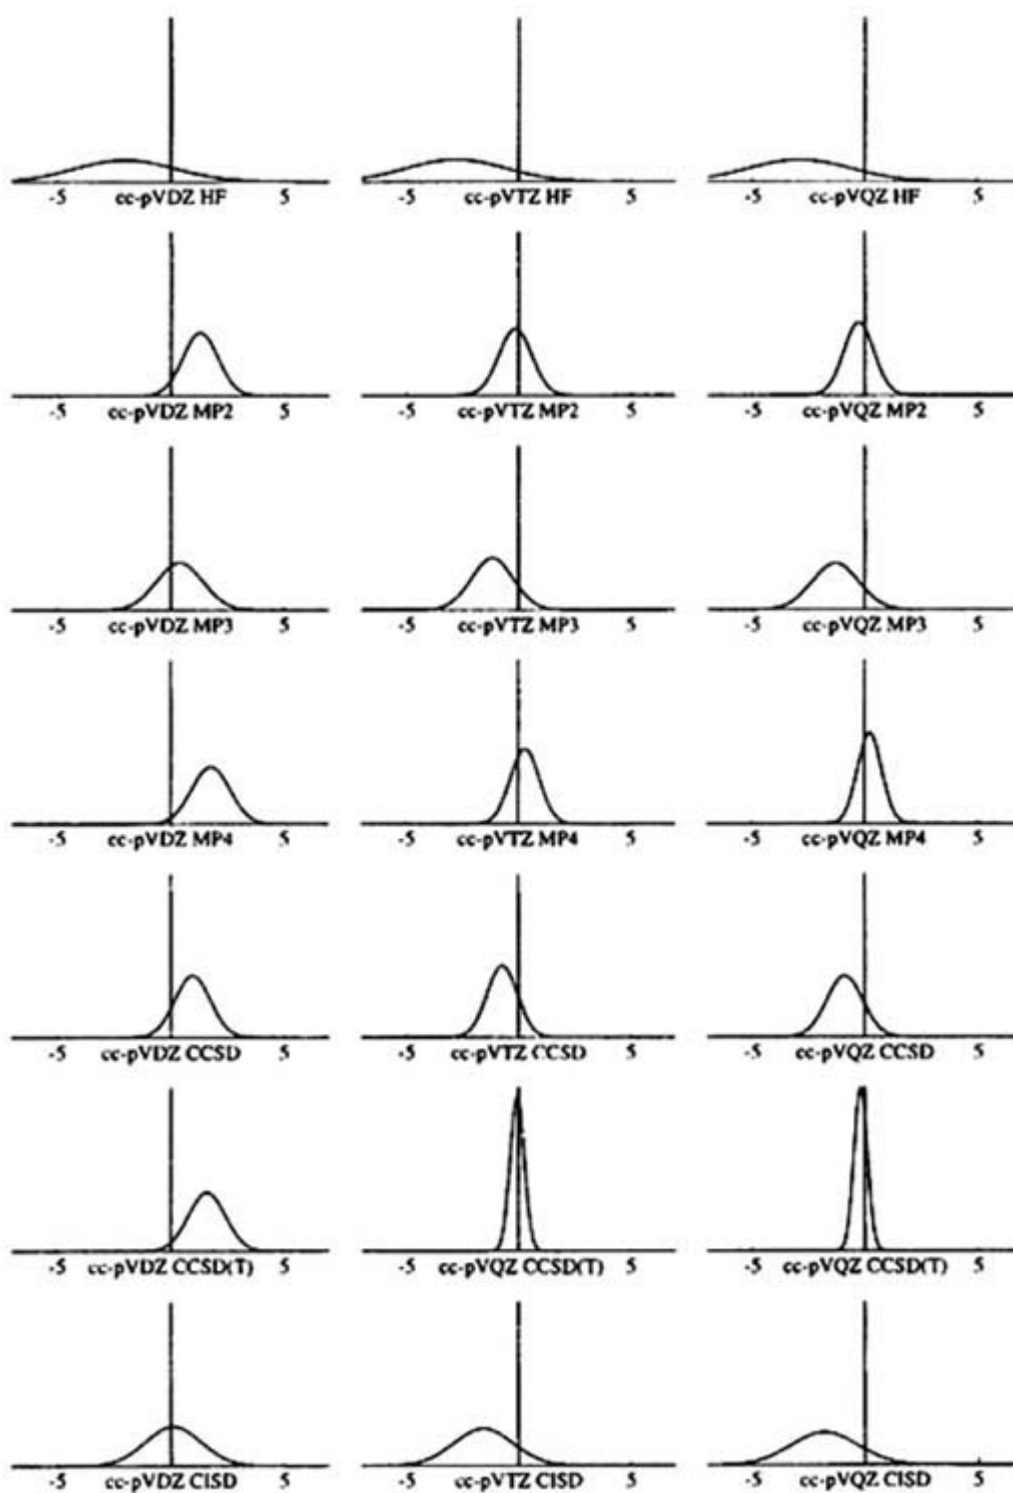 -5 cc-pVDZ HF 5 cc-pVTZ HF -5 cc-pVQZ HF 5
-5 cc-pVDZ MP2 5 -5 cc-pVTZ MP2 5 -5 cc-pVQZ MP2 5
-5 cc-pVDZ MP3 5 -5 cc-pVTZ MP3 5 -5 cc-pVQZ MP3 5
-5 cc-pVDZ MP4 5 -5 cc-pVTZ MP4 5 -5 cc-pVQZ MP4 5
-5 cc-pVDZ CCSD 5 -5 cc-pVTZ CCSD 5 -5 cc-pVQZ CCSD 5
-5 cc-pVDZ CCSD(T) 5 -5 cc-pVQZ CCSD(T) 5 -5 cc-pVQZ CCSD(T) 5
-5 cc-pVDZ CISD 5 -5 cc-pVTZ CISD 5 -5 cc-pVQZ CISD 5